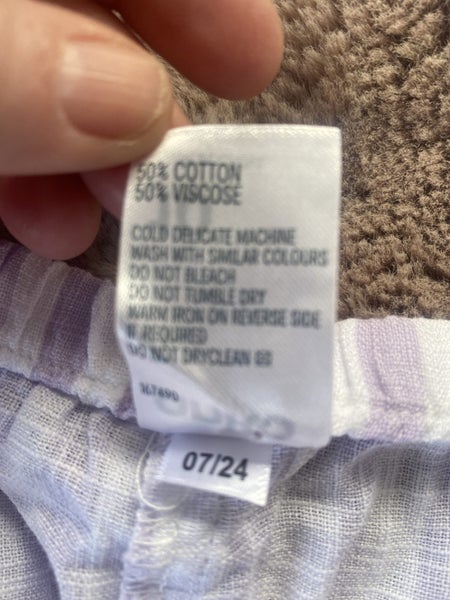 50% COTTON
50% VISCOSE
COLD DELICATE MACHINE
WASH WITH SIMILAR COLOURS
DO NOT BLEACH
DO NOT TUMBLE DRY
WARM IRON ON REVERSE SIDE
IF REQUIRED
DO NOT DRYCLEAN
167490
07/24